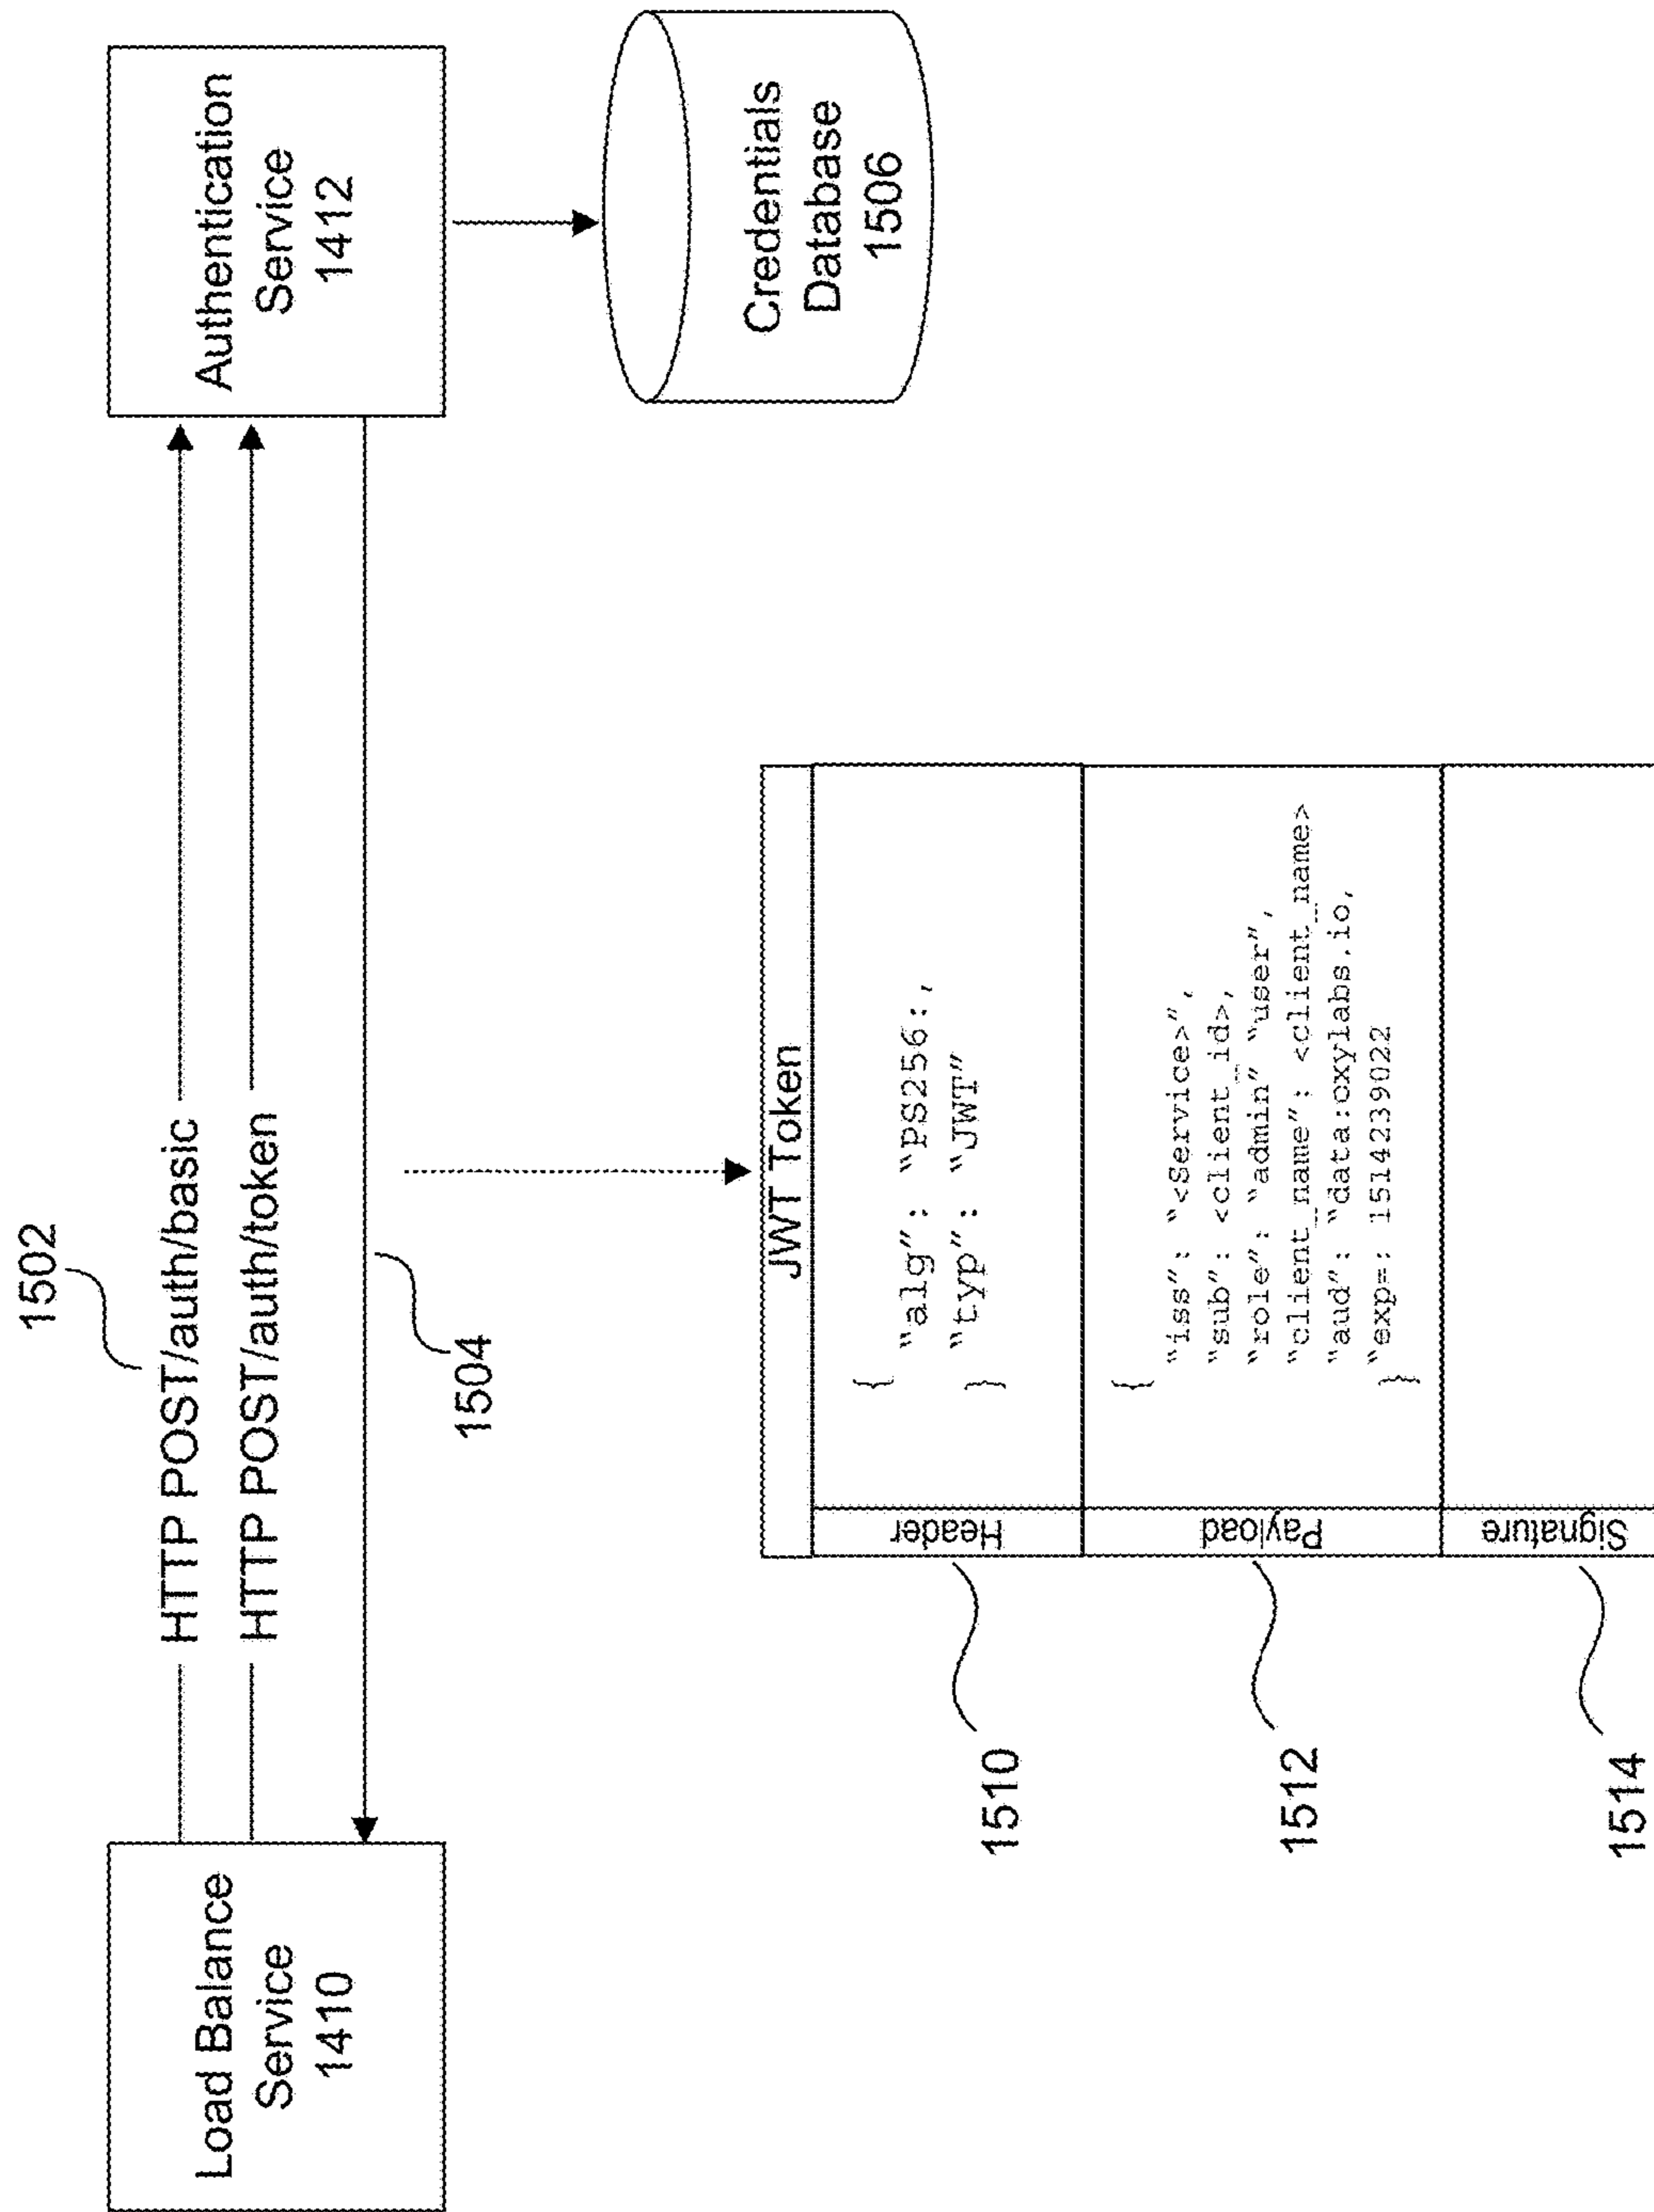 1502
HTTP POST/auth/basic
HTTP POST/auth/token
1504
Load Balance
Service
1410
Authentication
Service
1412
Credentials
Database
1506
JWT Token
1510
Header
{ "alg": "PS256:,
} "typ": "JWT"
1512
Payload
{
"iss": "<Service>",
"sub": <client_id>,
"role": "admin" "user",
"client_name": <client_name>
"aud": "data:oxylabs.io,
"exp=: 1514239022
}
1514
Signature